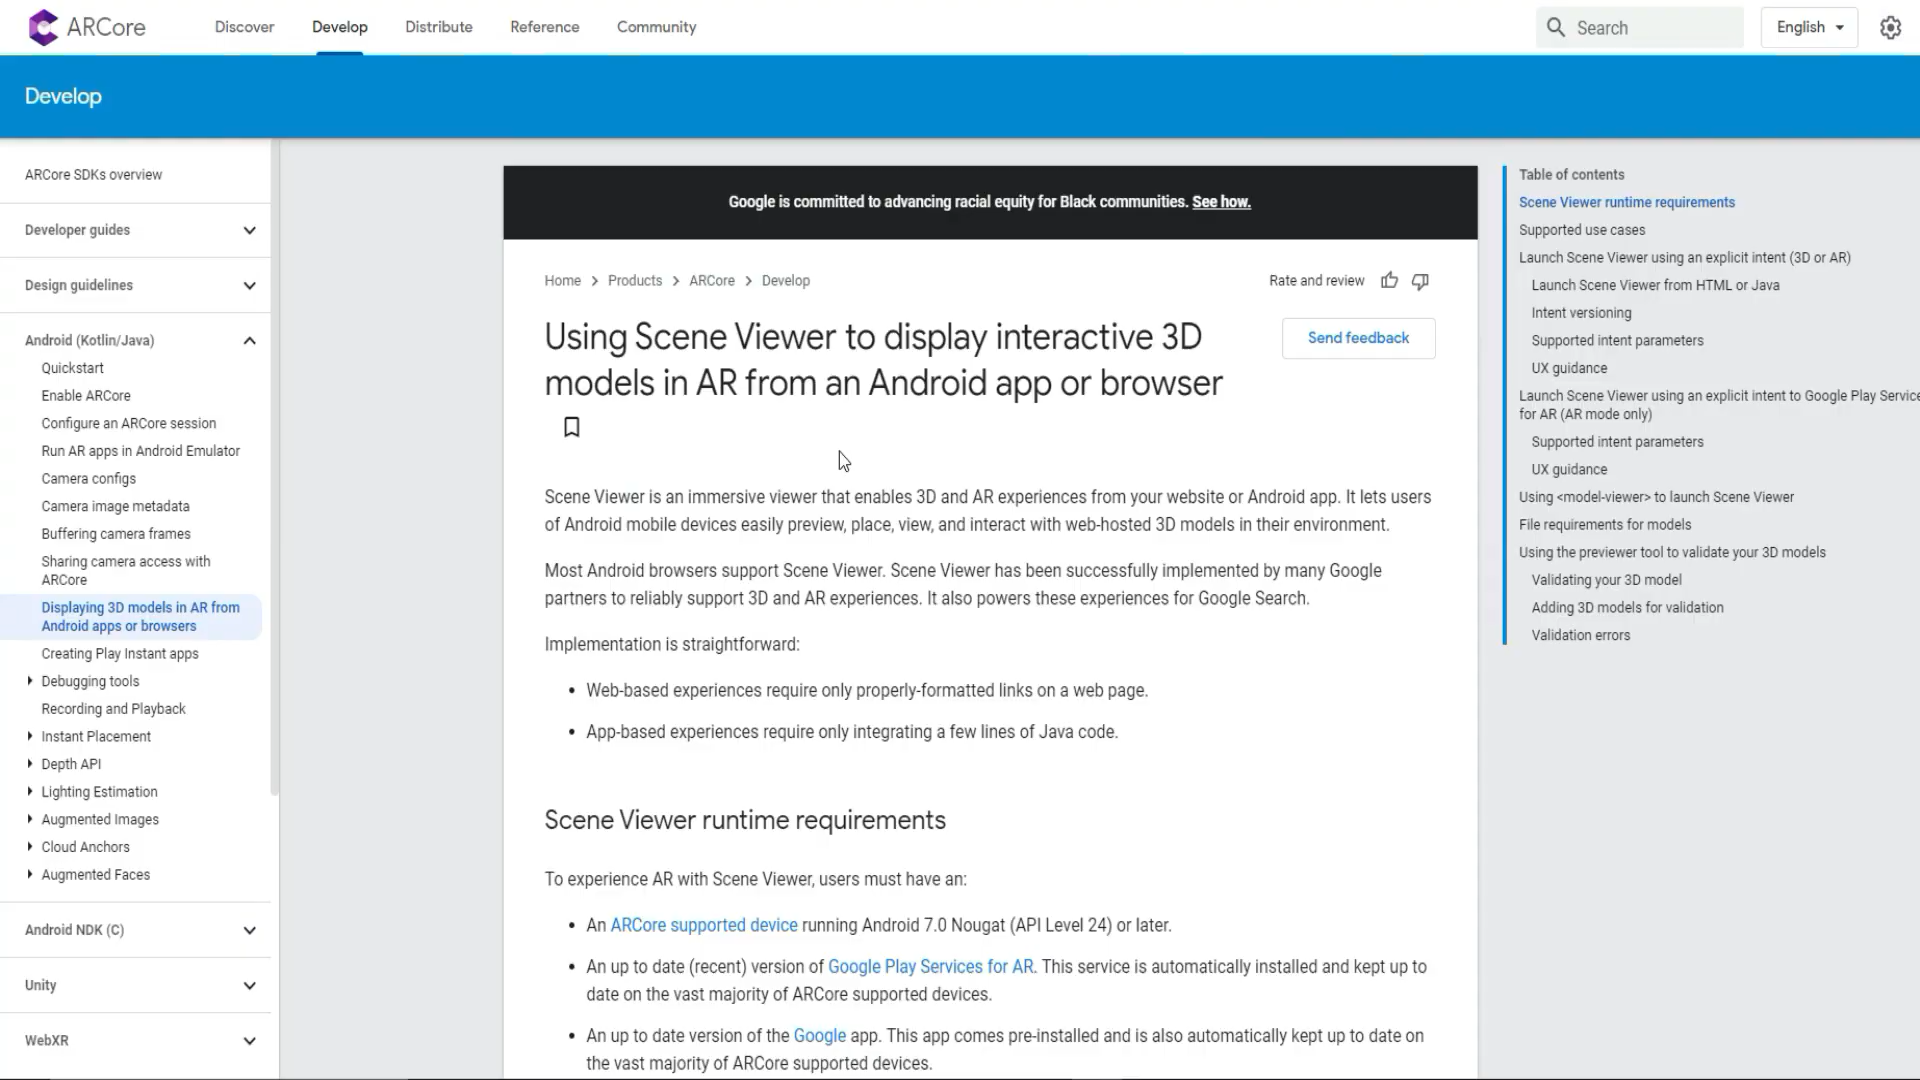 ARCore
Discover
Develop
Distribute
Reference
Community
Search
English
Develop
ARCore SDKs overview
Developer guides
Design guidelines
Android (Kotlin/Java)
Quickstart
Enable ARCore
Configure an ARCore session
Run AR apps in Android Emulator
Camera configs
Camera image metadata
Buffering camera frames
Sharing camera access with
ARCore
Displaying 3D models in AR from
Android apps or browsers
Creating Play Instant apps
Debugging tools
Recording and Playback
Instant Placement
Depth API
Lighting Estimation
Augmented Images
Cloud Anchors
Augmented Faces
Android NDK (C)
Unity
WebXR
Google is committed to advancing racial equity for Black communities. See how.
Home > Products > ARCore > Develop
Rate and review
Using Scene Viewer to display interactive 3D
models in AR from an Android app or browser
Send feedback
Scene Viewer is an immersive viewer that enables 3D and AR experiences from your website or Android app. It lets users
of Android mobile devices easily preview, place, view, and interact with web-hosted 3D models in their environment.
Most Android browsers support Scene Viewer. Scene Viewer has been successfully implemented by many Google
partners to reliably support 3D and AR experiences. It also powers these experiences for Google Search.
Implementation is straightforward:
• Web-based experiences require only properly-formatted links on a web page.
• App-based experiences require only integrating a few lines of Java code.
Scene Viewer runtime requirements
To experience AR with Scene Viewer, users must have an:
• An ARCore supported device running Android 7.0 Nougat (API Level 24) or later.
• An up to date (recent) version of Google Play Services for AR. This service is automatically installed and kept up to
date on the vast majority of ARCore supported devices.
• An up to date version of the Google app. This app comes pre-installed and is also automatically kept up to date on
the vast majority of ARCore supported devices.
Table of contents
Scene Viewer runtime requirements
Supported use cases
Launch Scene Viewer using an explicit intent (3D or AR)
Launch Scene Viewer from HTML or Java
Intent versioning
Supported intent parameters
UX guidance
Launch Scene Viewer using an explicit intent to Google Play Service
for AR (AR mode only)
Supported intent parameters
UX guidance
Using <model-viewer> to launch Scene Viewer
File requirements for models
Using the previewer tool to validate your 3D models
Validating your 3D model
Adding 3D models for validation
Validation errors